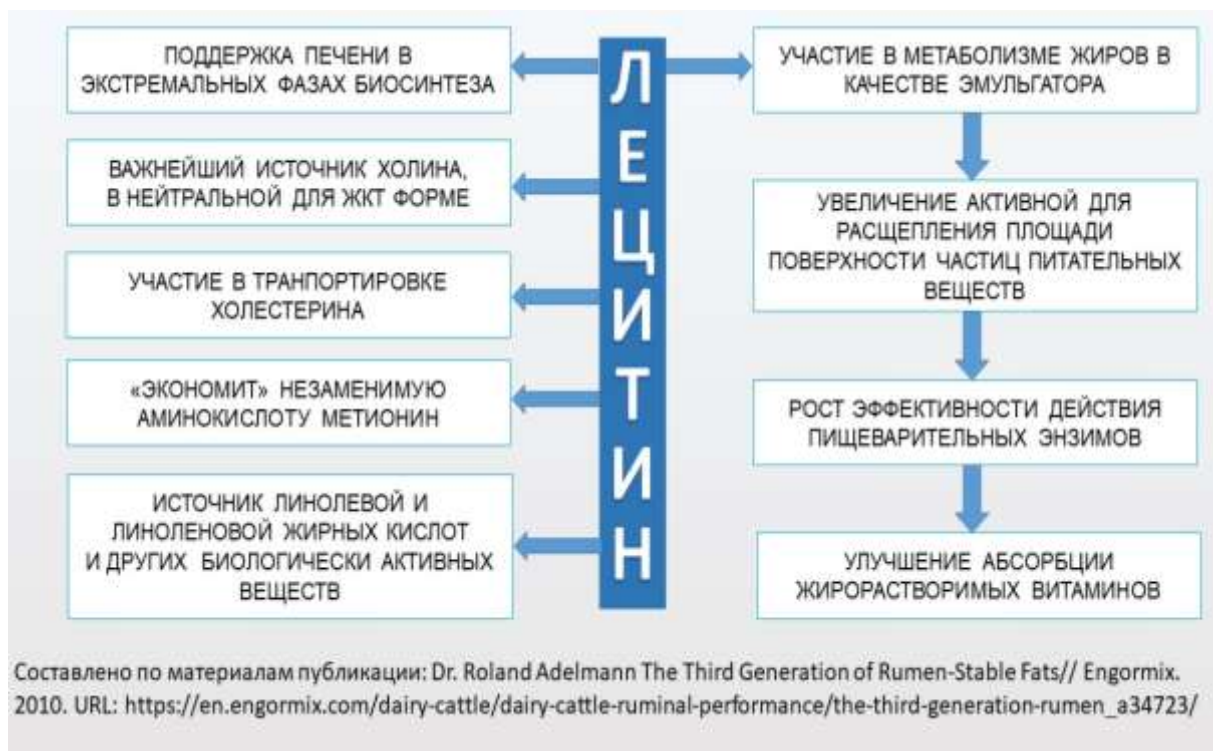 ПОДДЕРЖКА ПЕЧЕНИ В
ЭКСТРЕМАЛЬНЫХ ФАЗАХ БИОСИНТЕЗА
ВАЖНЕЙШИЙ ИСТОЧНИК ХОЛИНА,
В НЕЙТРАЛЬНОЙ ДЛЯ ЖКТ ФОРМЕ
УЧАСТИЕ В ТРАНПОРТИРОВКЕ
ХОЛЕСТЕРИНА
«ЭКОНОМИТ» НЕЗАМЕНИМУЮ
АМИНОКИСЛОТУ МЕТИОНИН
ИСТОЧНИК ЛИНОЛЕВОЙ И
ЛИНОЛЕНОВОЙ ЖИРНЫХ КИСЛОТ
И ДРУГИХ БИОЛОГИЧЕСКИ АКТИВНЫХ
ВЕЩЕСТВ
ЛЕЦИТИН
УЧАСТИЕ В МЕТАБОЛИЗМЕ ЖИРОВ В
КАЧЕСТВЕ ЭМУЛЬГАТОРА
УВЕЛИЧЕНИЕ АКТИВНОЙ ДЛЯ
РАСЩЕПЛЕНИЯ ПЛОЩАДИ
ПОВЕРХНОСТИ ЧАСТИЦ ПИТАТЕЛЬНЫХ
ВЕЩЕСТВ
РОСТ ЭФФЕКТИВНОСТИ ДЕЙСТВИЯ
ПИЩЕВАРИТЕЛЬНЫХ ЭНЗИМОВ
УЛУЧШЕНИЕ АБСОРБЦИИ
ЖИРОРАСТВОРИМЫХ ВИТАМИНОВ
Составлено по материалам публикации: Dr. Roland Adelmann The Third Generation of Rumen-Stable Fats// Engormix.
2010. URL: https://en.engormix.com/dairy-cattle/dairy-cattle-ruminal-performance/the-third-generation-rumen_a34723/